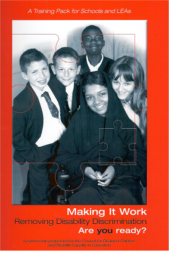 A Training Pack for Schools and LEAs
Making It Work
Removing Disability Discrimination
Are you ready?